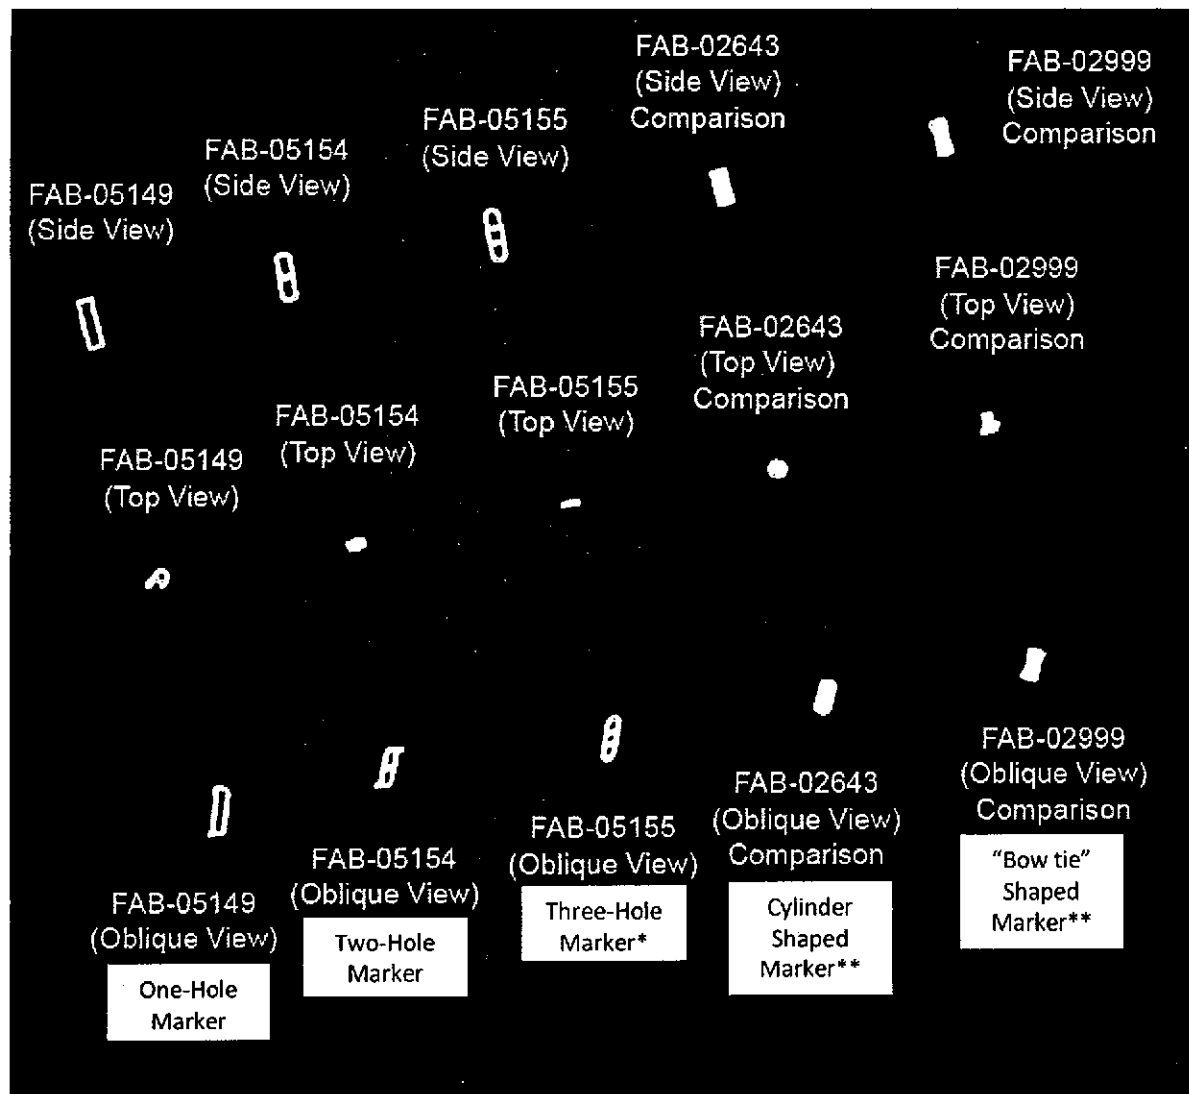 FAB-02643
(Side View)
Comparison
FAB-02999
(Side View)
Comparison
FAB-05155
(Side View)
FAB-05154
(Side View)
FAB-05149
(Side View)
FAB-02999
(Top View)
Comparison
FAB-02643
(Top View)
Comparison
FAB-05155
(Top View)
FAB-05154
(Top View)
FAB-05149
(Top View)
FAB-05149
(Oblique View)
One-Hole
Marker
FAB-05154
(Oblique View)
Two-Hole
Marker
FAB-05155
(Oblique View)
Three-Hole
Marker*
FAB-02643
(Oblique View)
Comparison
Cylinder
Shaped
Marker**
FAB-02999
(Oblique View)
Comparison
“Bow tie”
Shaped
Marker**